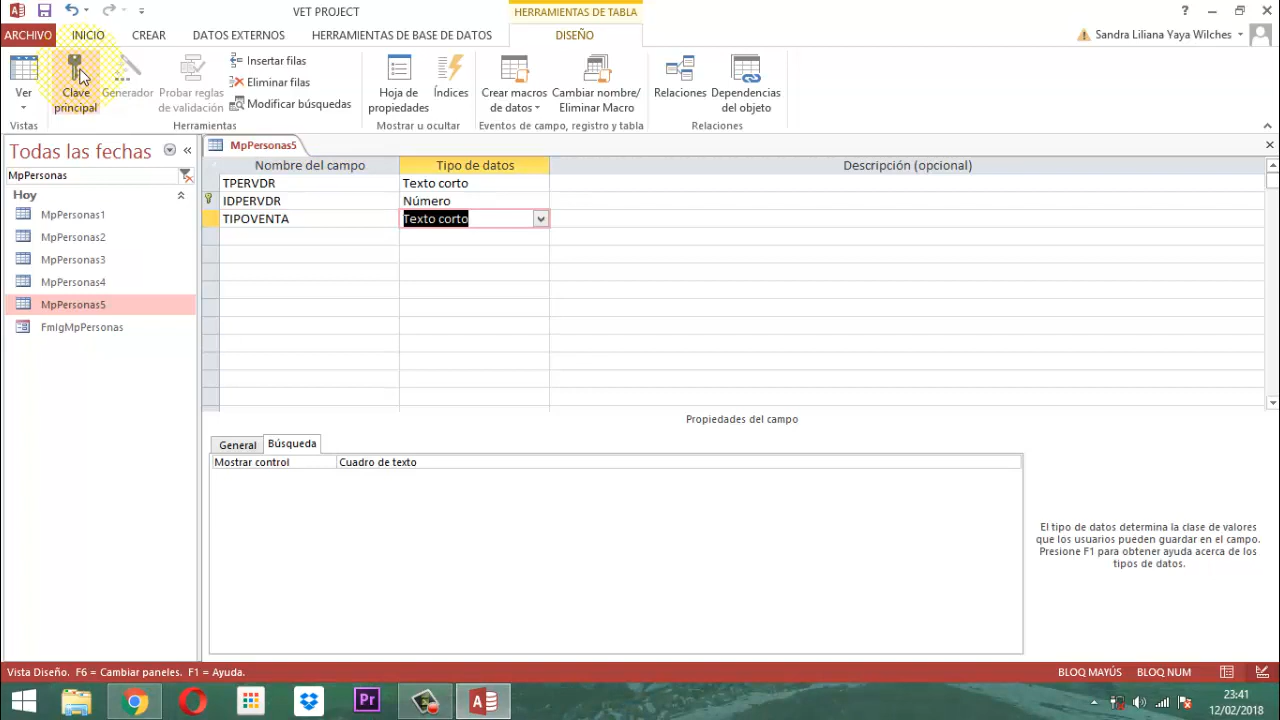 VET PROJECT
HERRAMIENTAS DE TABLA
ARCHIVO INICIO CREAR DATOS EXTERNOS HERRAMIENTAS DE BASE DE DATOS DISEÑO
Sandra Liliana Yaya Wilches
Ver
Clave principal
Generador
Probar reglas de validación
Insertar filas
Eliminar filas
Modificar búsquedas
Hoja de propiedades
Índices
Crear macros de datos
Cambiar nombre/ Eliminar Macro
Relaciones
Dependencias del objeto
Vistas Herramientas Mostrar u ocultar Eventos de campo, registro y tabla Relaciones
Todas las fechas
MpPersonas
Hoy
MpPersonas1
MpPersonas2
MpPersonas3
MpPersonas4
MpPersonas5
FmIgMpPersonas
MpPersonas5
Nombre del campo Tipo de datos Descripción (opcional)
TPERVDR Texto corto
IDPERVDR Número
TIPOVENTA Texto corto
Propiedades del campo
General Búsqueda
Mostrar control Cuadro de texto
El tipo de datos determina la clase de valores
que los usuarios pueden guardar en el campo.
Presione F1 para obtener ayuda acerca de los
tipos de datos.
Vista Diseño. F6 = Cambiar paneles. F1 = Ayuda.
BLOQ MAYÚS BLOQ NUM
Pr
23:41
12/02/2018